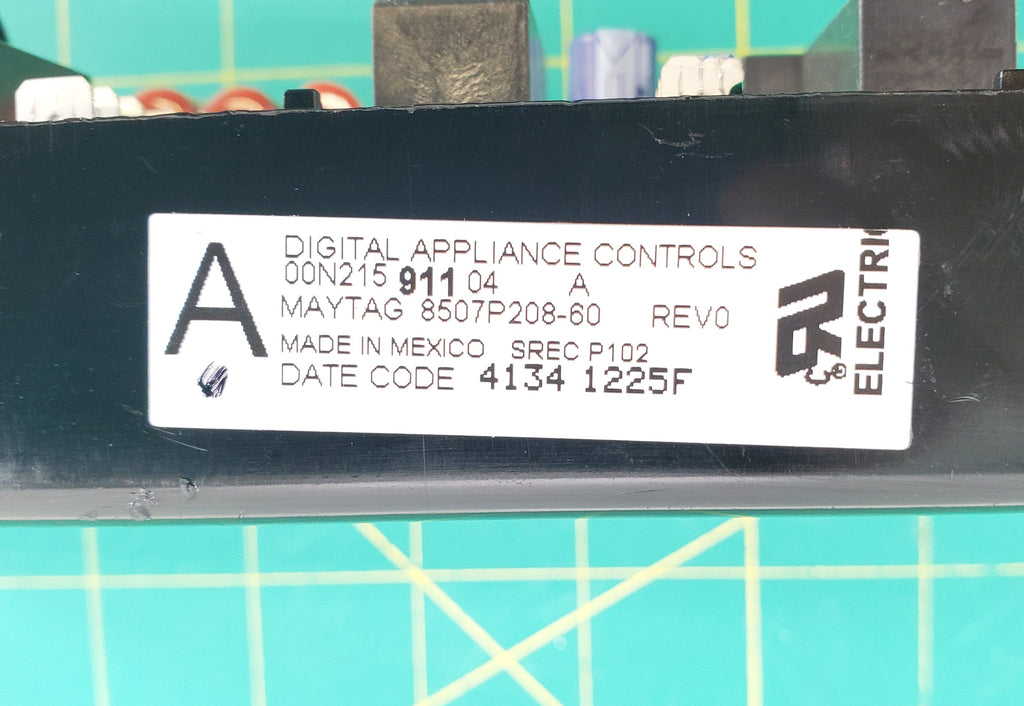 A
DIGITAL APPLIANCE CONTROLS
00N215 911 04 A
MAYTAG 8507P208-60 REV0
MADE IN MEXICO SREC P102
DATE CODE 4134 1225F